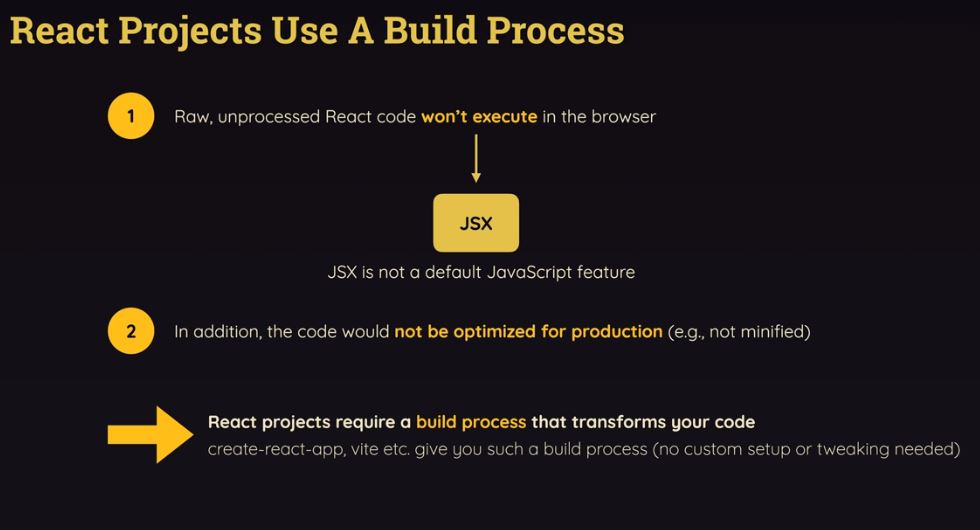 React Projects Use A Build Process
1
Raw, unprocessed React code won't execute in the browser
JSX
JSX is not a default JavaScript feature
2
In addition, the code would not be optimized for production (e.g., not minified)
React projects require a build process that transforms your code
create-react-app, vite etc. give you such a build process (no custom setup or tweaking needed)